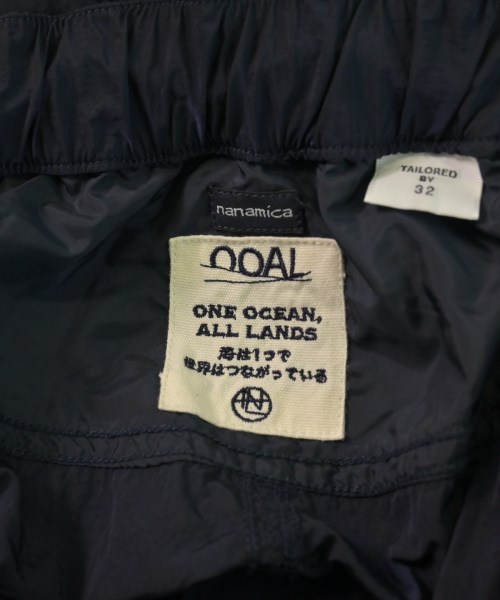 nanamica
TAILORED
BY
32
OOAL
ONE OCEAN,
ALL LANDS
海は1つで
世界はつながっている